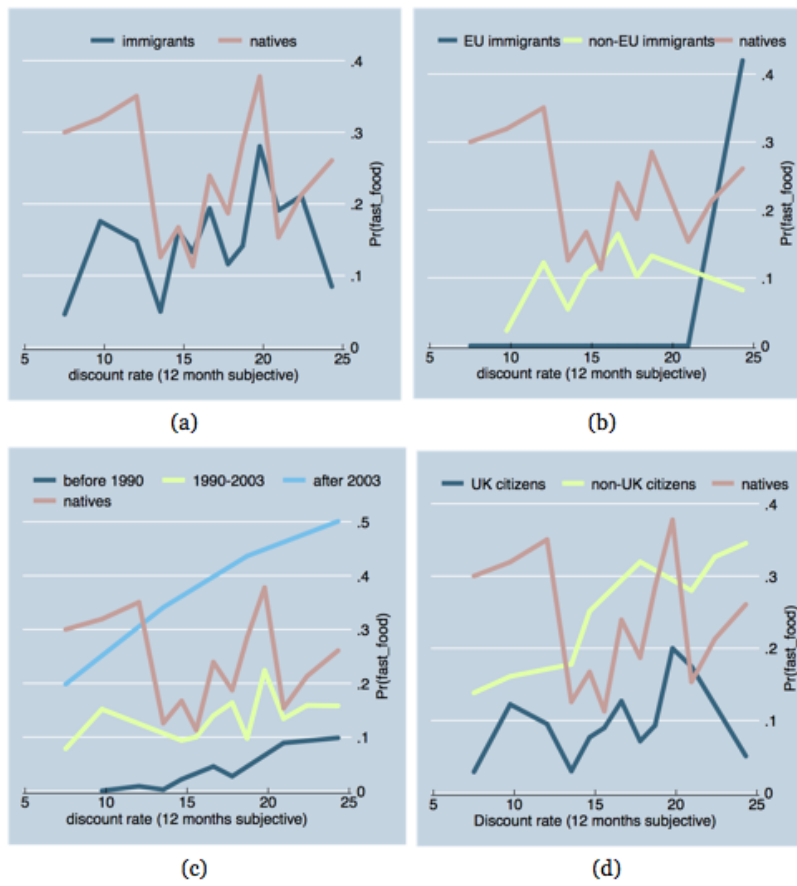 immigrants natives
.4
.3
.2
.1
0
Pr(fast_food)
5 10 15 20 25
discount rate (12 month subjective)
(a)
EU immigrants non-EU immigrants natives
.4
.3
.2
.1
0
Pr(fast_food)
5 10 15 20 25
discount rate (12 month subjective)
(b)
before 1990 1990-2003 after 2003
natives
.5
.4
.3
.2
.1
0
Pr(fast_food)
5 10 15 20 25
discount rate (12 months subjective)
(c)
UK citizens non-UK citizens natives
.4
.3
.2
.1
0
Pr(fast_food)
5 10 15 20 25
Discount rate (12 months subjective)
(d)